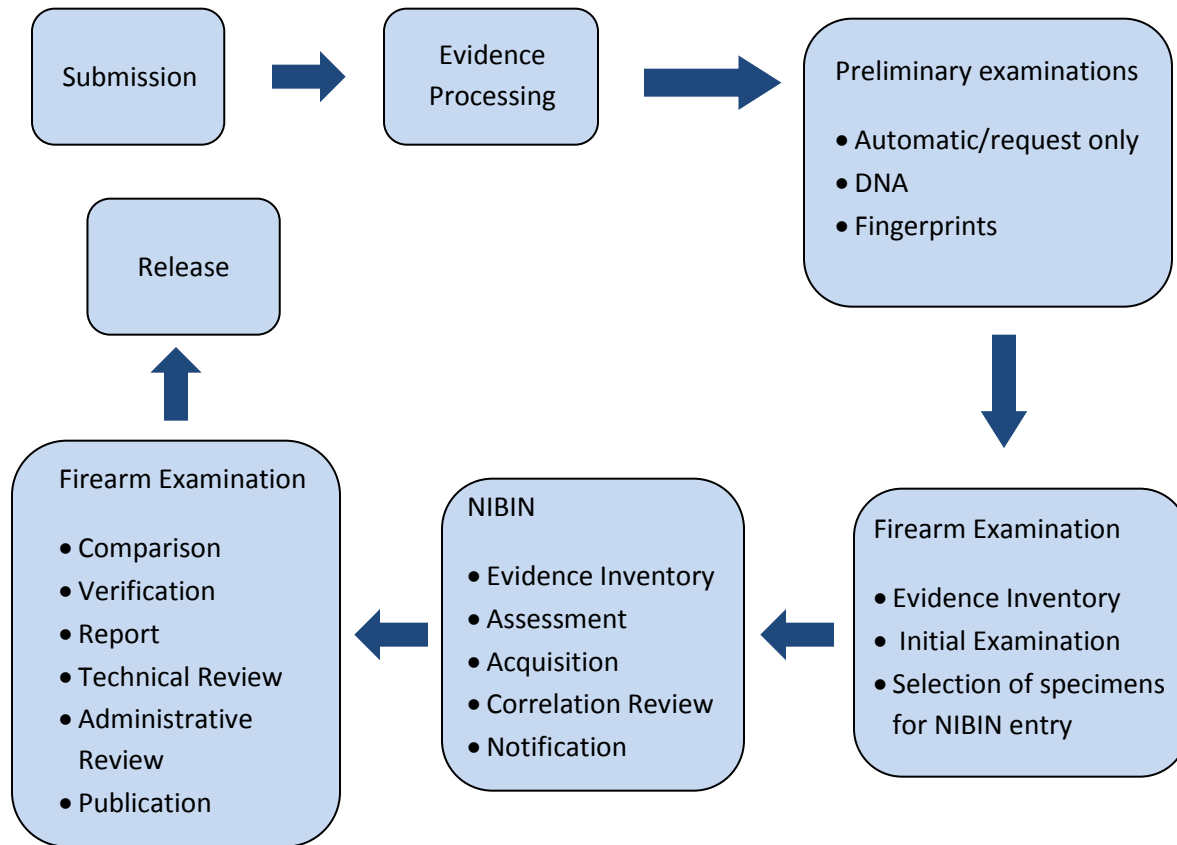 Submission
Evidence
Processing
Preliminary examinations
• Automatic/request only
• DNA
• Fingerprints
Firearm Examination
• Evidence Inventory
• Initial Examination
• Selection of specimens
for NIBIN entry
NIBIN
• Evidence Inventory
• Assessment
• Acquisition
• Correlation Review
• Notification
Firearm Examination
• Comparison
• Verification
• Report
• Technical Review
• Administrative
Review
• Publication
Release